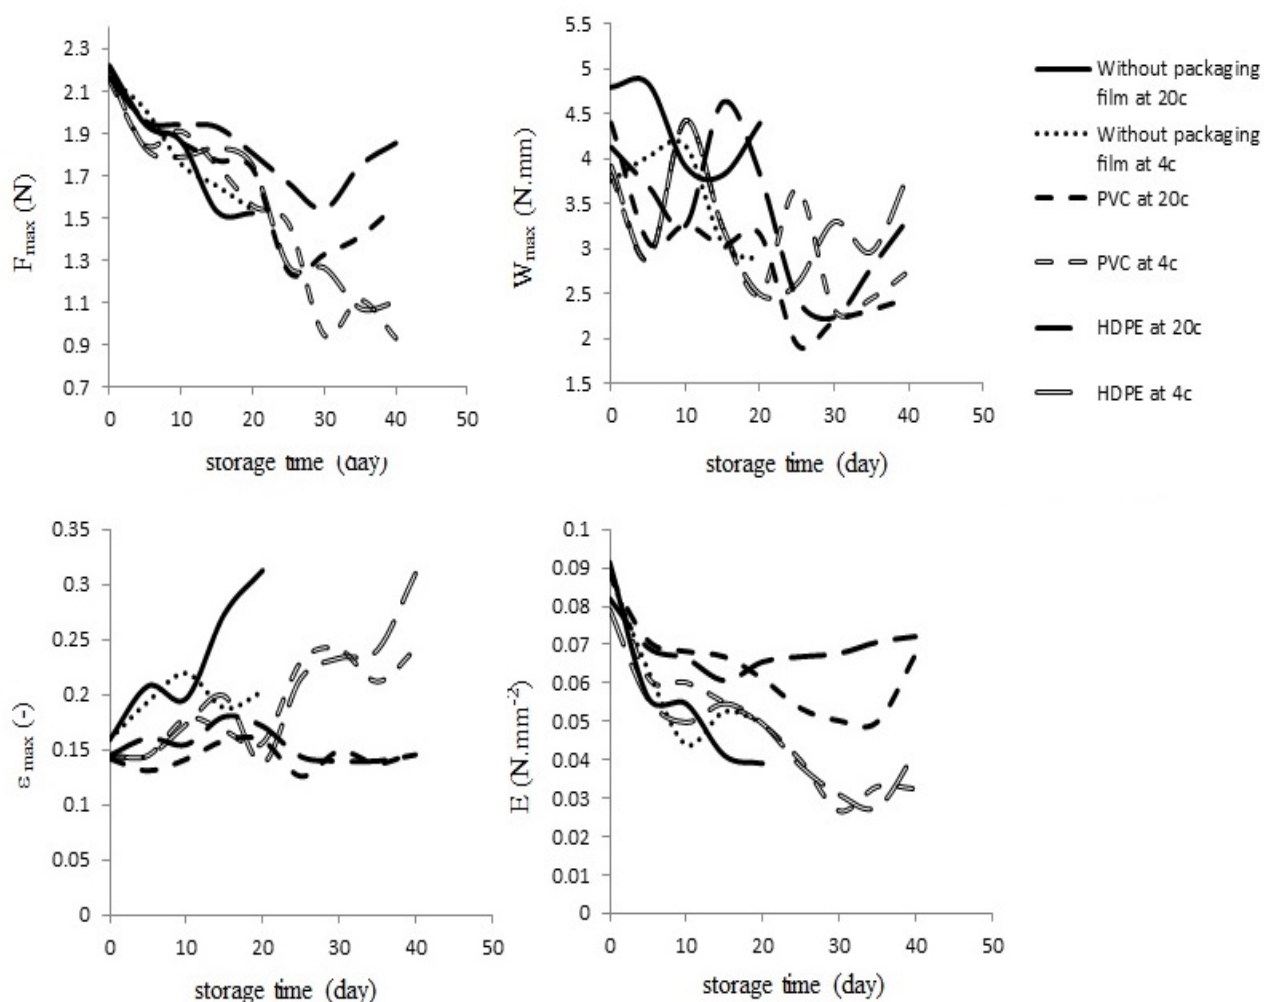 2.3
2.1
1.9
1.7
1.5
1.3
1.1
0.9
0.7
Fmax (N)
0 10 20 30 40 50
storage time (day)
5.5
5
4.5
4
3.5
3
2.5
2
1.5
Wmax (N.mm)
0 10 20 30 40 50
storage time (day)
Without packaging
film at 20c
Without packaging
film at 4c
PVC at 20c
PVC at 4c
HDPE at 20c
HDPE at 4c
0.35
0.3
0.25
0.2
0.15
0.1
0.05
0
ε max (-)
0 10 20 30 40 50
storage time (day)
0.1
0.09
0.08
0.07
0.06
0.05
0.04
0.03
0.02
0.01
0
E (N.mm-2)
0 10 20 30 40 50
storage time (day)